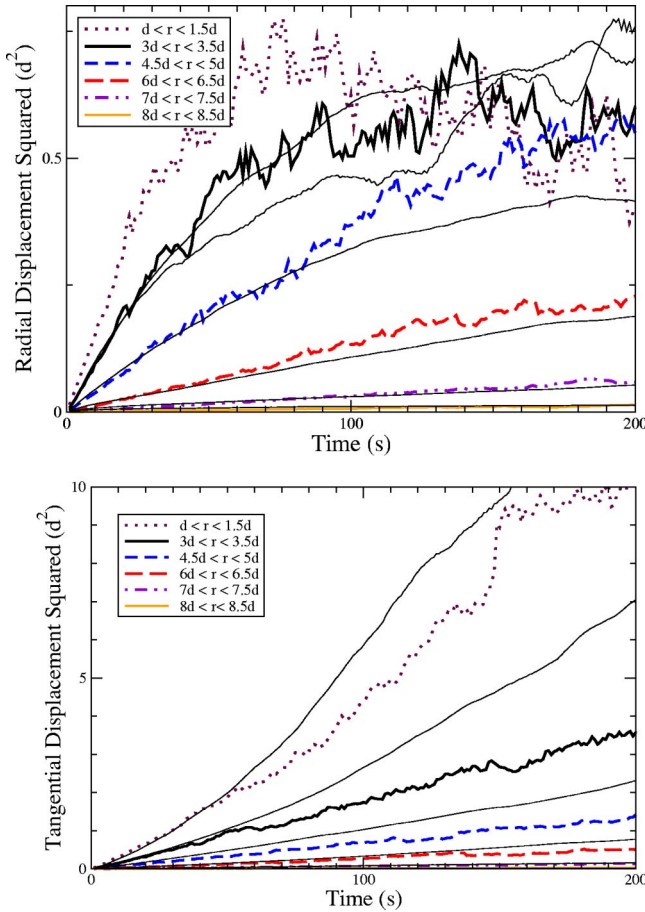 Radial Displacement Squared (d²)
d < r < 1.5d
3d < r < 3.5d
4.5d < r < 5d
6d < r < 6.5d
7d < r < 7.5d
8d < r < 8.5d
0.5
0
0
100
200
Time (s)
Tangential Displacement Squared (d²)
10
d < r < 1.5d
3d < r < 3.5d
4.5d < r < 5d
6d < r < 6.5d
7d < r < 7.5d
8d < r< 8.5d
5
0
0
100
200
Time (s)